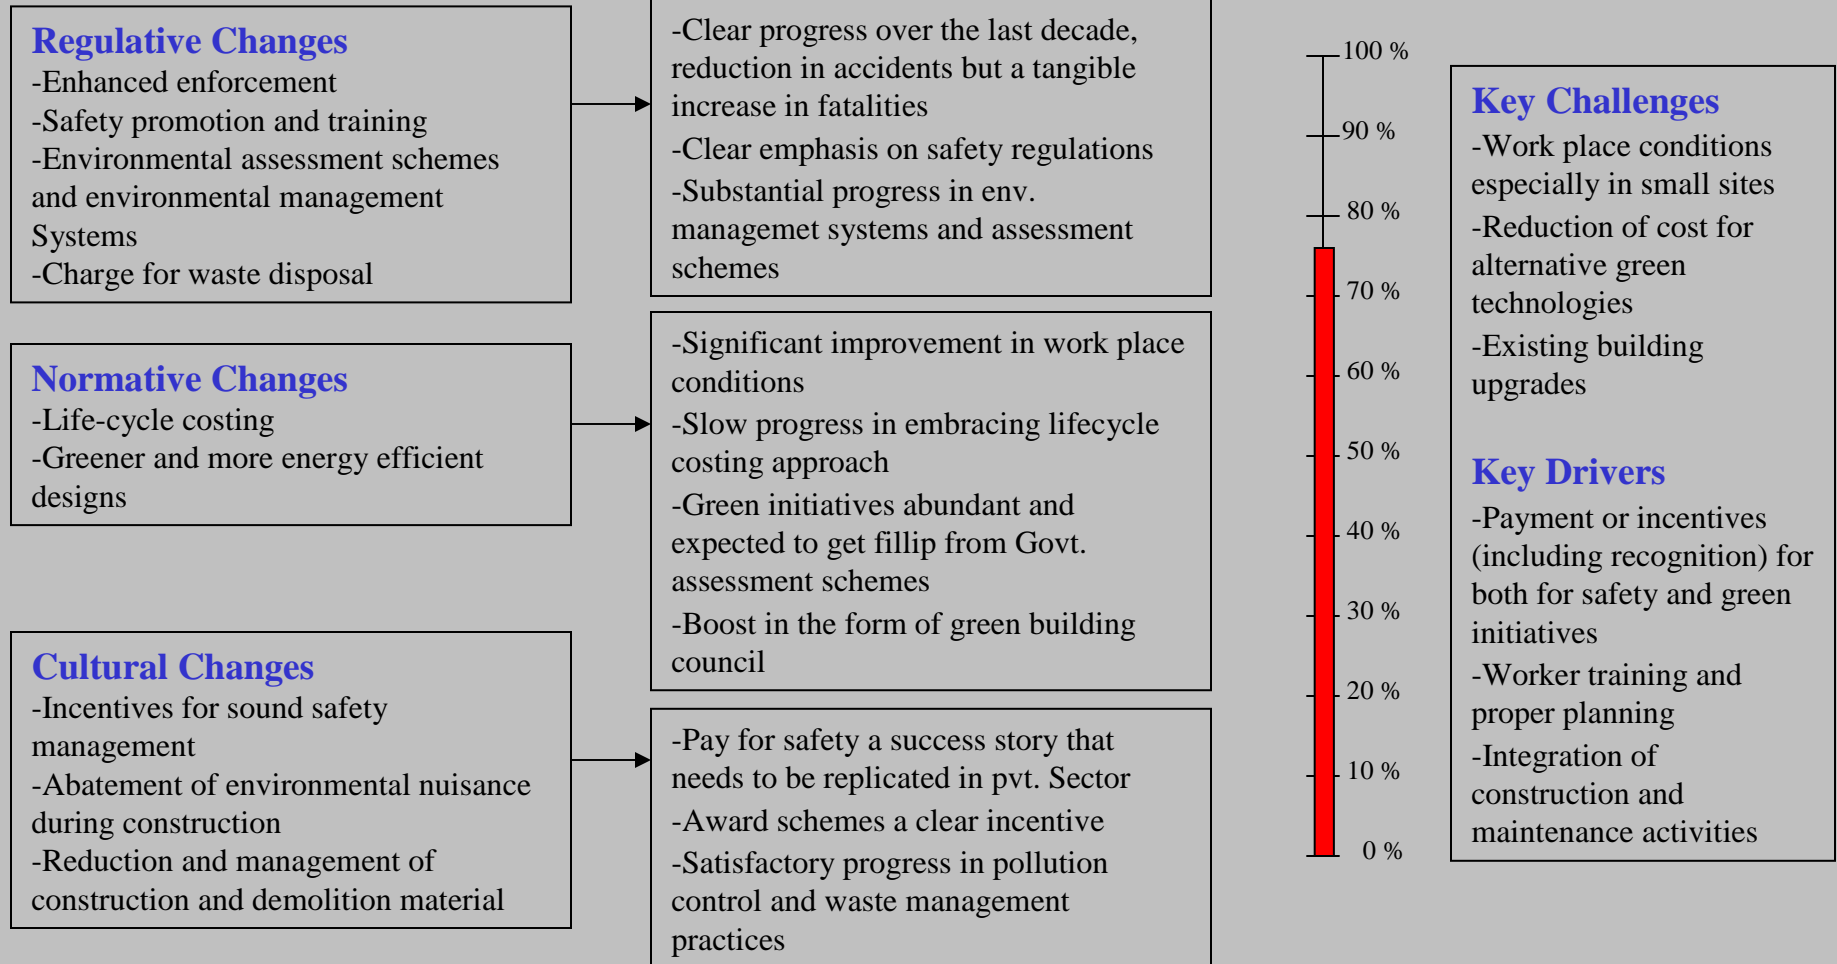 Regulative Changes
-Enhanced enforcement
-Safety promotion and training
-Environmental assessment schemes
and environmental management
Systems
-Charge for waste disposal
-Clear progress over the last decade,
reduction in accidents but a tangible
increase in fatalities
-Clear emphasis on safety regulations
-Substantial progress in env.
managemet systems and assessment
schemes
Normative Changes
-Life-cycle costing
-Greener and more energy efficient
designs
-Significant improvement in work place
conditions
-Slow progress in embracing lifecycle
costing approach
-Green initiatives abundant and
expected to get fillip from Govt.
assessment schemes
-Boost in the form of green building
council
Cultural Changes
-Incentives for sound safety
management
-Abatement of environmental nuisance
during construction
-Reduction and management of
construction and demolition material
-Pay for safety a success story that
needs to be replicated in pvt. Sector
-Award schemes a clear incentive
-Satisfactory progress in pollution
control and waste management
practices
100 %
90 %
80 %
70 %
60 %
50 %
40 %
30 %
20 %
10 %
0 %
Key Challenges
-Work place conditions
especially in small sites
-Reduction of cost for
alternative green
technologies
-Existing building
upgrades
Key Drivers
-Payment or incentives
(including recognition) for
both for safety and green
initiatives
-Worker training and
proper planning
-Integration of
construction and
maintenance activities